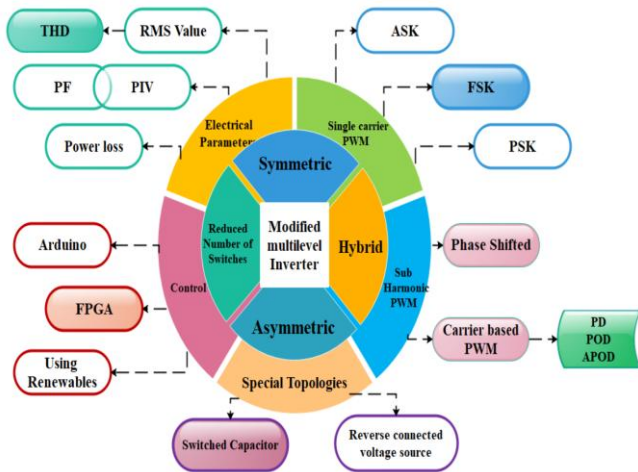 THD
RMS Value
ASK
PF
PIV
FSK
Electrical
Parameters
Single carrier
PWM
Power loss
PSK
Symmetric
Arduino
Reduced
Number of
Switches
Modified
multilevel
Inverter
Hybrid
Phase Shifted
Control
Sub
Harmonic
PWM
FPGA
Asymmetric
Carrier based
PWM
PD
POD
APOD
Using
Renewables
Special Topologies
Switched Capacitor
Reverse connected
voltage source